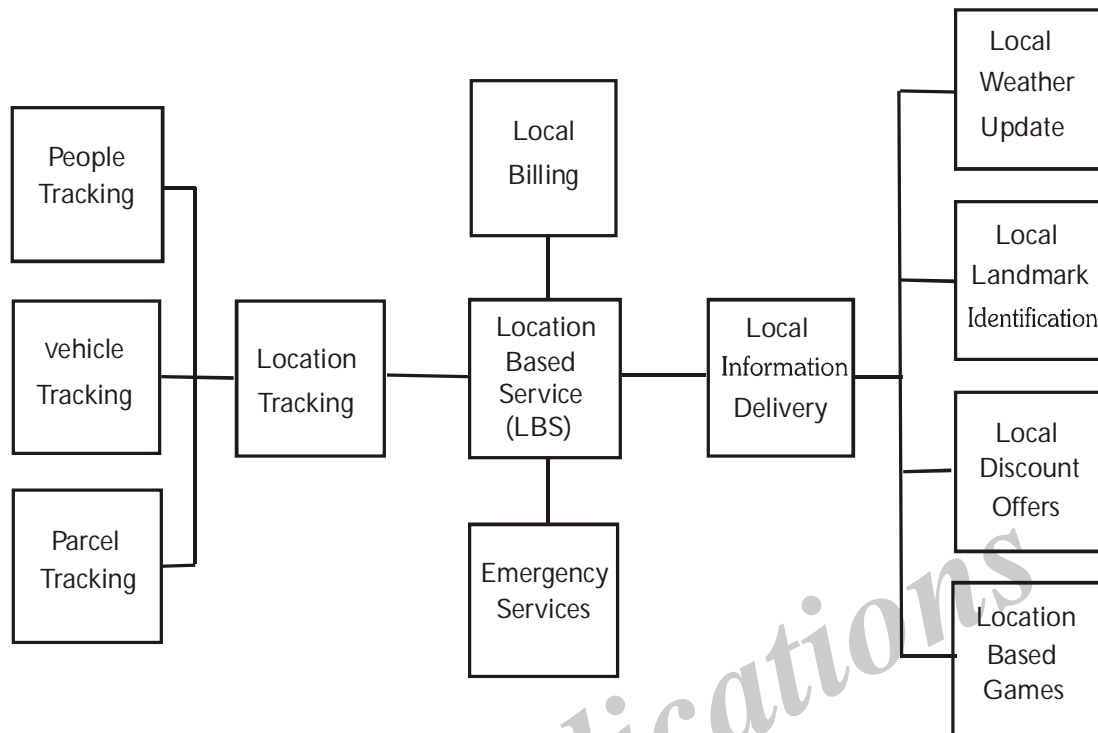 People
Tracking
vehicle
Tracking
Parcel
Tracking
Location
Tracking
Local
Billing
Location
Based
Service
(LBS)
Emergency
Services
Local
Information
Delivery
Local
Weather
Update
Local
Landmark
Identification
Local
Discount
Offers
Location
Based
Games